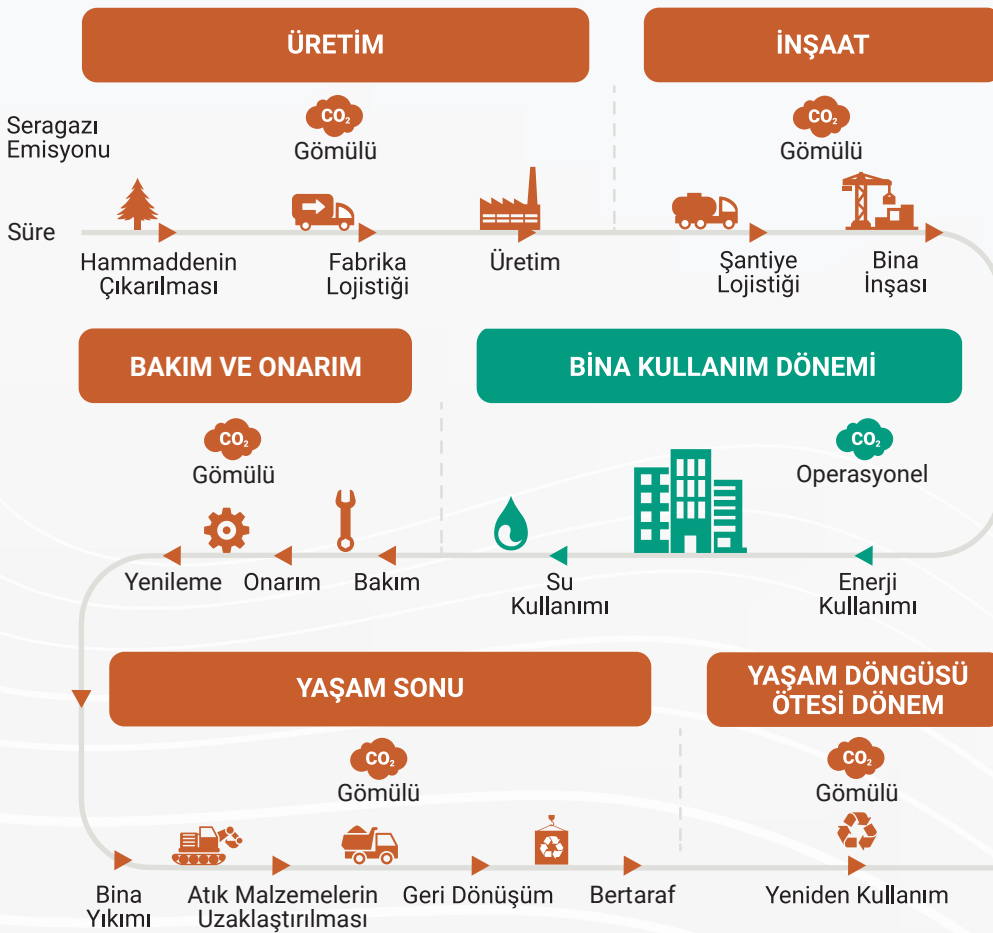 ÜRETİM
İNŞAAT
Seragazı
Emisyonu
CO₂
Gömülü
CO₂
Gömülü
Süre
Hammaddenin
Çıkarılması
Fabrika
Lojistiği
Üretim
Şantiye
Lojistiği
Bina
İnşası
BAKIM VE ONARIM
BİNA KULLANIM DÖNEMİ
CO₂
Gömülü
CO₂
Operasyonel
Yenileme
Onarım
Bakım
Su
Kullanımı
Enerji
Kullanımı
YAŞAM SONU
YAŞAM DÖNGÜSÜ
ÖTESİ DÖNEM
CO₂
Gömülü
CO₂
Gömülü
Bina
Yıkımı
Atık Malzemelerin
Uzaklaştırılması
Geri Dönüşüm
Bertaraf
Yeniden Kullanım